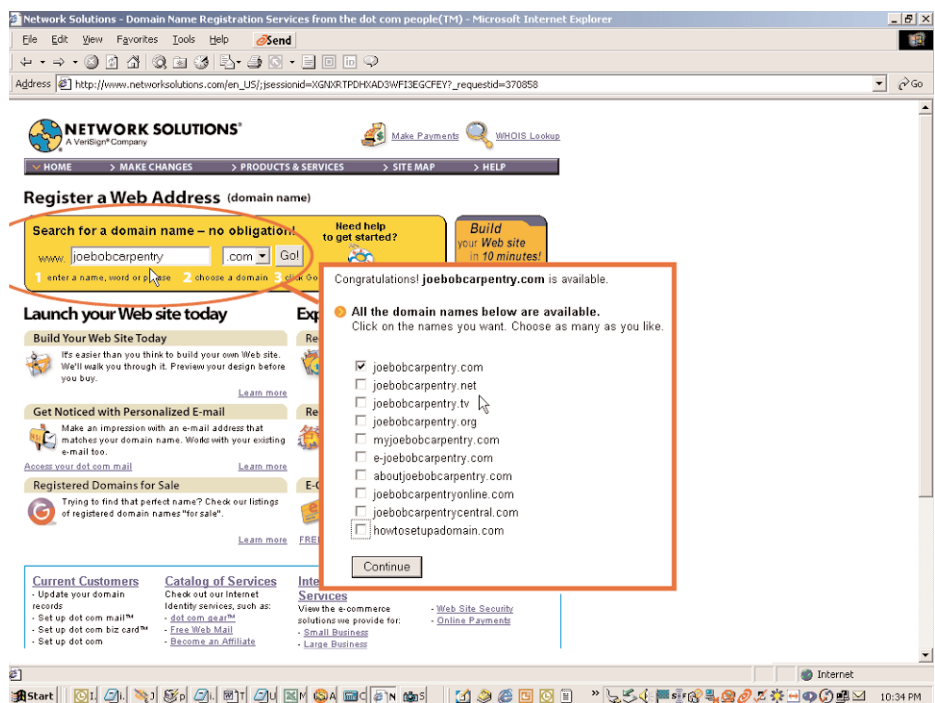 Network Solutions - Domain Name Registration Services from the dot com people(TM) - Microsoft Internet Explorer
File Edit View Favorites Tools Help Send
Address http://www.networksolutions.com/en_US/;jsessionid=XGNXRTPDHXAD3WFI3EGCFEY?_requestid=370858 Go
NETWORK SOLUTIONS®
A VeriSign® Company
Make Payments WHOIS Lookup
HOME > MAKE CHANGES > PRODUCTS & SERVICES > SITE MAP > HELP
Register a Web Address (domain name)
Search for a domain name – no obligation!
www. joebobcarpentry .com Go!
1 enter a name, word or phrase 2 choose a domain 3 click Go
Need help
to get started?
Build
your Web site
in 10 minutes!
Congratulations! joebobcarpentry.com is available.
All the domain names below are available.
Click on the names you want. Choose as many as you like.
joebobcarpentry.com
joebobcarpentry.net
joebobcarpentry.tv
joebobcarpentry.org
myjoebobcarpentry.com
e-joebobcarpentry.com
aboutjoebobcarpentry.com
joebobcarpentryonline.com
joebobcarpentrycentral.com
howtosetupadomain.com
Continue
Launch your Web site today
Build Your Web Site Today
It's easier than you think to build your own Web site.
We'll walk you through it. Preview your design before
you buy.
Learn more
Get Noticed with Personalized E-mail
Make an impression with an e-mail address that
matches your domain name. Works with your existing
e-mail too.
Access your dot com mail Learn more
Registered Domains for Sale
Trying to find that perfect name? Check our listings
of registered domain names "for sale".
Learn more
Exp
Re
Re
E-C
FREE
Current Customers
- Update your domain
records
- Set up dot com mail™
- Set up dot com biz card™
- Set up dot com
Catalog of Services
Check out our Internet
Identity services, such as:
- dot com gear™
- Free Web Mail
- Become an Affiliate
Inte
Services
View the e-commerce
solutions we provide for:
- Small Business
- Large Business
- Web Site Security
- Online Payments
Internet
Start 10:34 PM